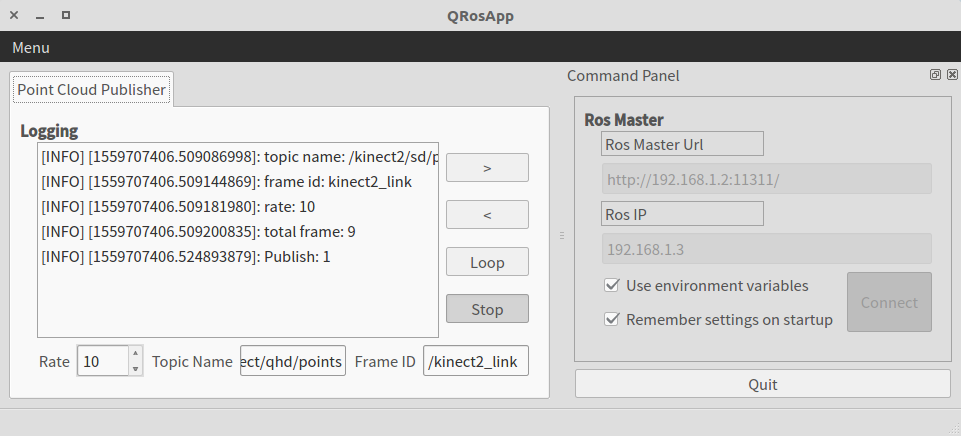 QRosApp
Menu
Point Cloud Publisher
Logging
[INFO] [1559707406.509086998]: topic name: /kinect2/sd/p
[INFO] [1559707406.509144869]: frame id: kinect2_link
[INFO] [1559707406.509181980]: rate: 10
[INFO] [1559707406.509200835]: total frame: 9
[INFO] [1559707406.524893879]: Publish: 1
>
<
Loop
Stop
Rate 10 Topic Name ect/qhd/points Frame ID /kinect2_link
Command Panel
Ros Master
Ros Master Url
http://192.168.1.2:11311/
Ros IP
192.168.1.3
Use environment variables
Remember settings on startup
Connect
Quit